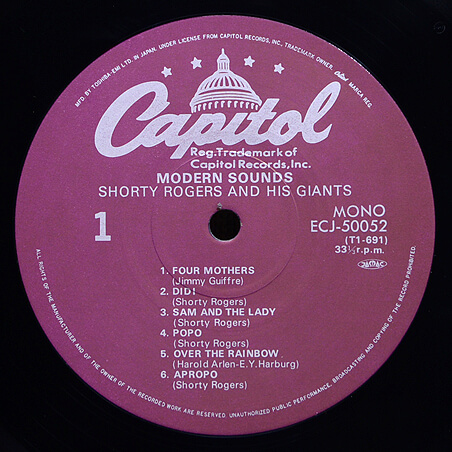 MFD. BY TOSHIBA-EMI LTD. IN JAPAN. UNDER LICENSE FROM CAPITOL RECORDS, INC., TRADEMARK OWNER. Capitol MARCA REG.
Capitol
Reg.Trademark of
Capitol Records,Inc.
MODERN SOUNDS
SHORTY ROGERS AND HIS GIANTS
1
MONO
ECJ-50052
(T1-691)
33⅓r.p.m.
JASRAC
1. FOUR MOTHERS
(Jimmy Guiffre)
2. DIDI
(Shorty Rogers)
3. SAM AND THE LADY
(Shorty Rogers)
4. POPO
(Shorty Rogers)
5. OVER THE RAINBOW
(Harold Arlen-E.Y.Harburg)
6. APROPO
(Shorty Rogers)
ALL RIGHTS OF THE MANUFACTURER AND OF THE OWNER OF THE RECORDED WORK ARE RESERVED. UNAUTHORIZED PUBLIC PERFORMANCE, BROADCASTING AND COPYING OF THE RECORD PROHIBITED.